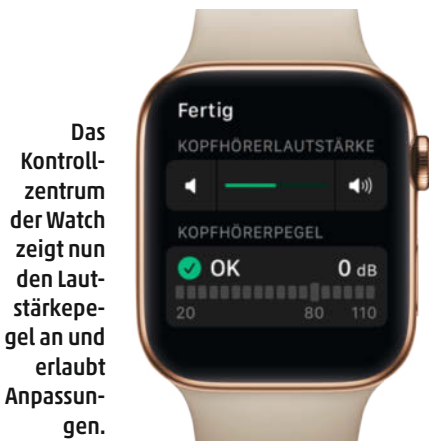 Das
Kontroll-
zentrum
der Watch
zeigt nun
den Laut-
stärkepe-
gel an und
erlaubt
Anpassun-
gen.
Fertig
KOPFHÖRERLAUTSTÄRKE
KOPFHÖRERPEGEL
OK 0 dB
20 80 110